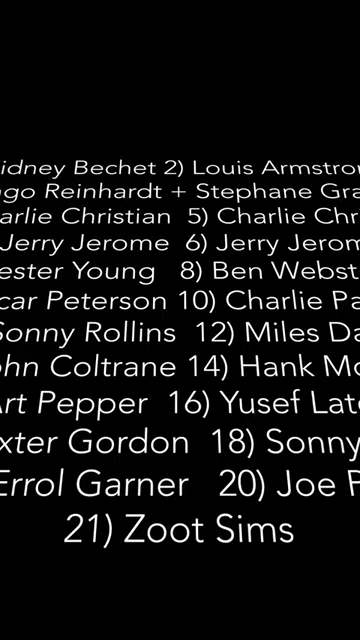 idney Bechet 2) Louis Armstron
ngo Reinhardt + Stephane Gra
arlie Christian 5) Charlie Chr
Jerry Jerome 6) Jerry Jerom
ester Young 8) Ben Webst
car Peterson 10) Charlie Pa
Sonny Rollins 12) Miles Da
ohn Coltrane 14) Hank Mo
Art Pepper 16) Yusef Late
xter Gordon 18) Sonny
Errol Garner 20) Joe P
21) Zoot Sims